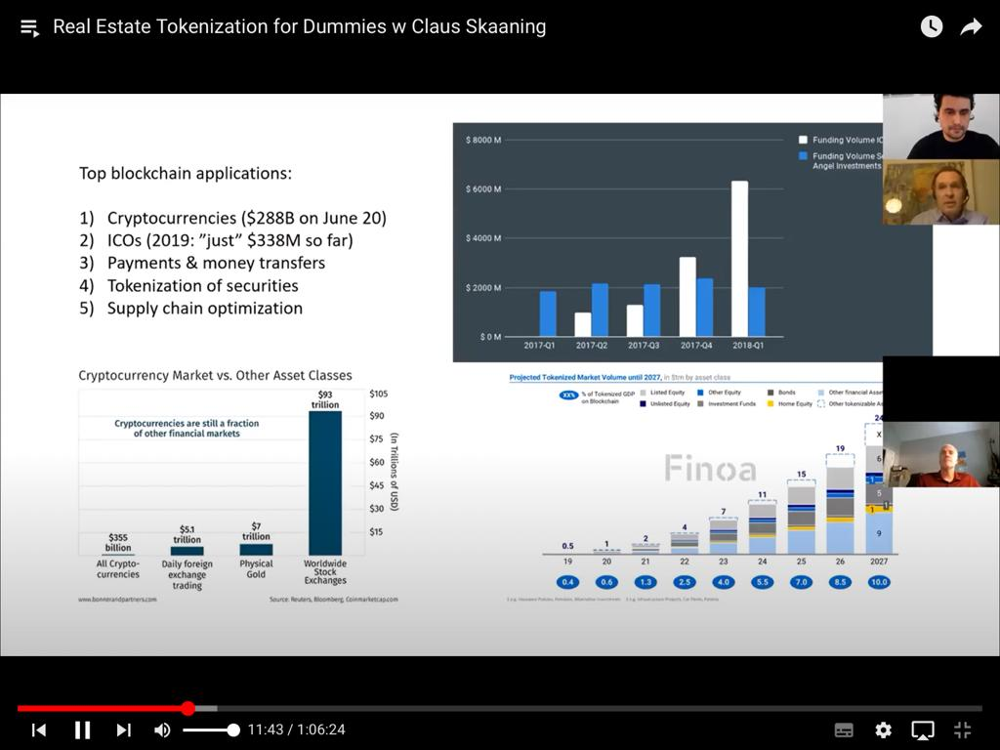 Real Estate Tokenization for Dummies w Claus Skaaning
Top blockchain applications:
1) Cryptocurrencies ($288B on June 20)
2) ICOs (2019: ”just” $338M so far)
3) Payments & money transfers
4) Tokenization of securities
5) Supply chain optimization
$ 8000 M
$ 6000 M
$ 4000 M
$ 2000 M
$ 0 M
2017-Q1 2017-Q2 2017-Q3 2017-Q4 2018-Q1
Funding Volume
Funding Volume
Angel Investments
Cryptocurrency Market vs. Other Asset Classes
Cryptocurrencies are still a fraction
of other financial markets
$355
billion
$5.1
trillion
$7
trillion
$93
trillion
$105
$90
$75
$60
$45
$30
$15
(In Trillions of USD)
All Crypto-
currencies
Daily foreign
exchange
trading
Physical
Gold
Worldwide
Stock
Exchanges
www.bonnerandpartners.com
Source: Reuters, Bloomberg, Coinmarketcap.com
Projected Tokenized Market Volume until 2027, in $trn by asset class
XX% % of Tokenized GDP
on Blockchain
Listed Equity Other Equity Bonds Other financial
Unlisted Equity Investment Funds Home Equity Other tokenizable
Finoa
0.5 1 2 4 7 11 15 19 24
X
6
1
5
1
1
9
19 20 21 22 23 24 25 26 2027
0.4 0.6 1.3 2.5 4.0 5.5 7.0 8.5 10.0
11:43 / 1:06:24